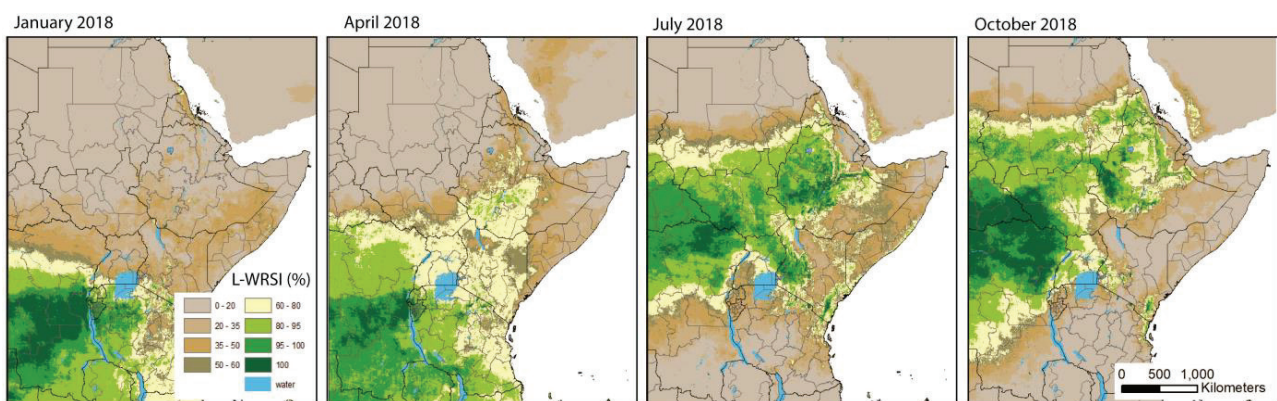 January 2018
April 2018
July 2018
October 2018
L-WRSI (%)
0 - 20
60 - 80
20 - 35
80 - 95
35 - 50
95 - 100
50 - 60
100
water
0 500 1,000
Kilometers